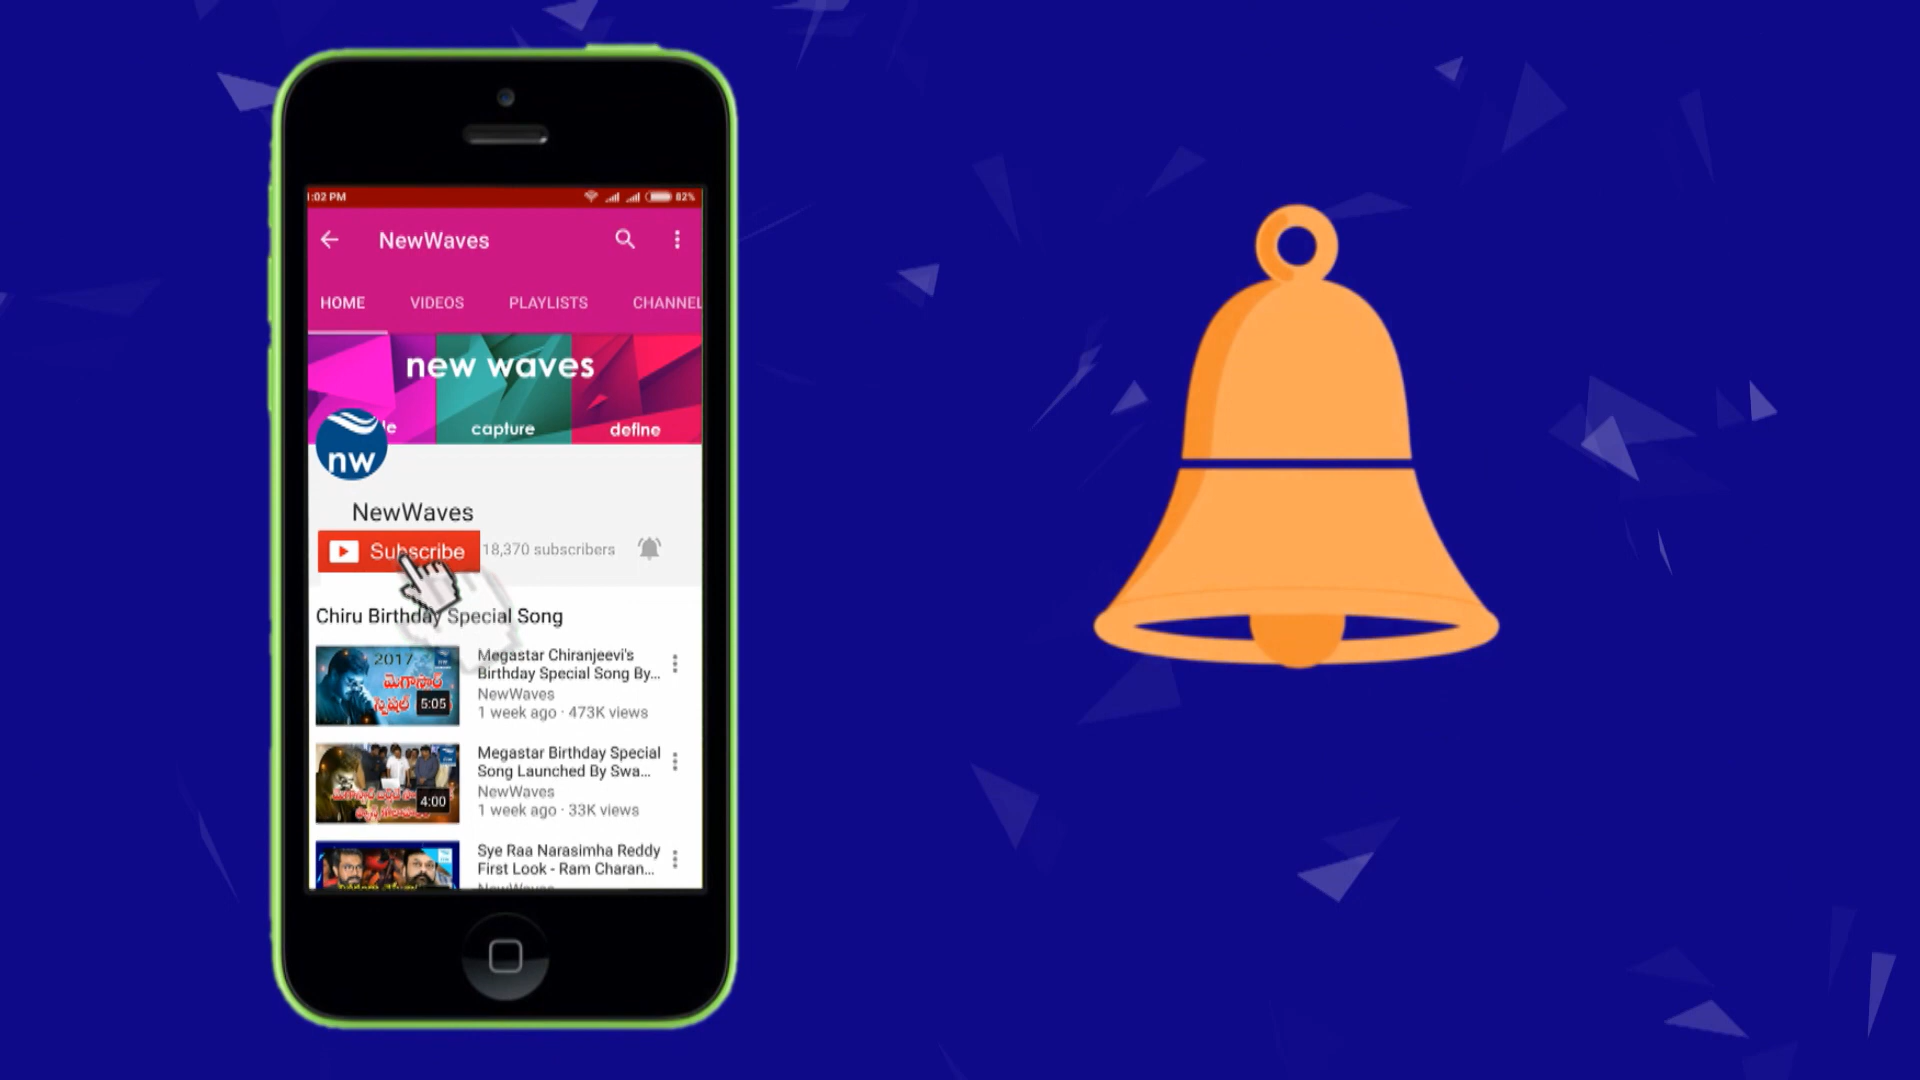 1:02 PM
82%
NewWaves
HOME VIDEOS PLAYLISTS CHANNEL
new waves
capture
define
nw
NewWaves
Subscribe
18,370 subscribers
Chiru Birthday Special Song
2017
మెగాస్టార్
స్పెషల్
5:05
Megastar Chiranjeevi's
Birthday Special Song By...
NewWaves
1 week ago · 473K views
4:00
Megastar Birthday Special
Song Launched By Swa...
NewWaves
1 week ago · 33K views
Sye Raa Narasimha Reddy
First Look - Ram Charan...
NewWaves